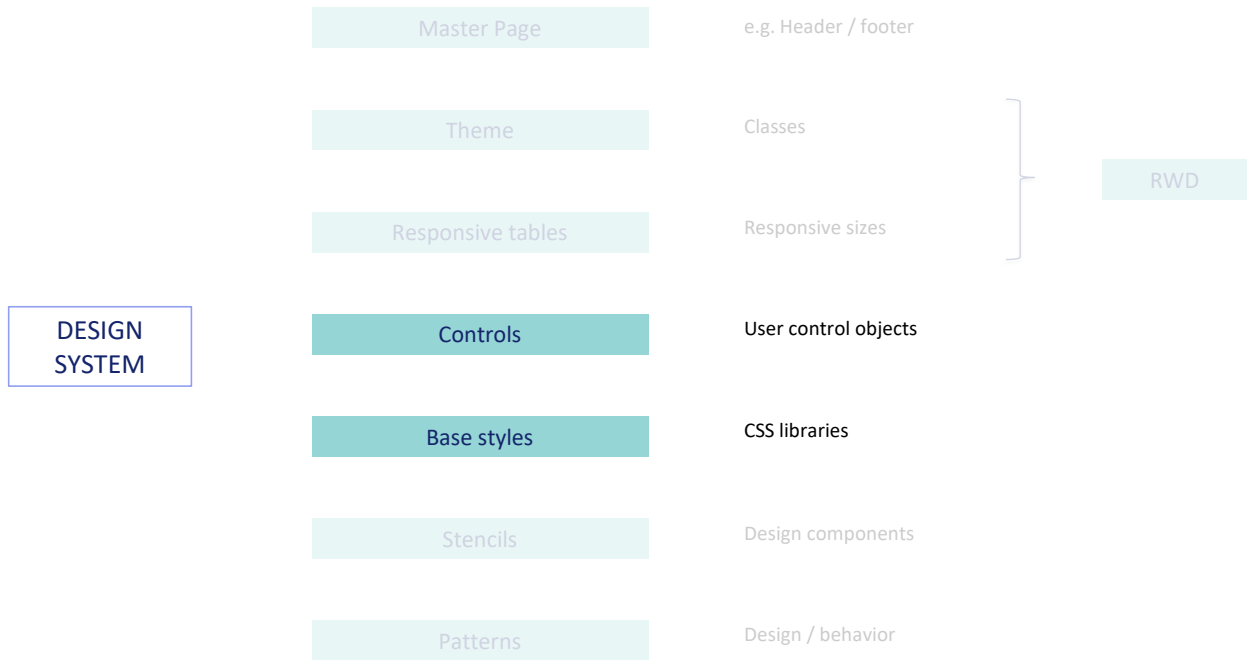 Master Page
e.g. Header / footer
Theme
Classes
RWD
Responsive tables
Responsive sizes
DESIGN
SYSTEM
Controls
User control objects
Base styles
CSS libraries
Stencils
Design components
Patterns
Design / behavior